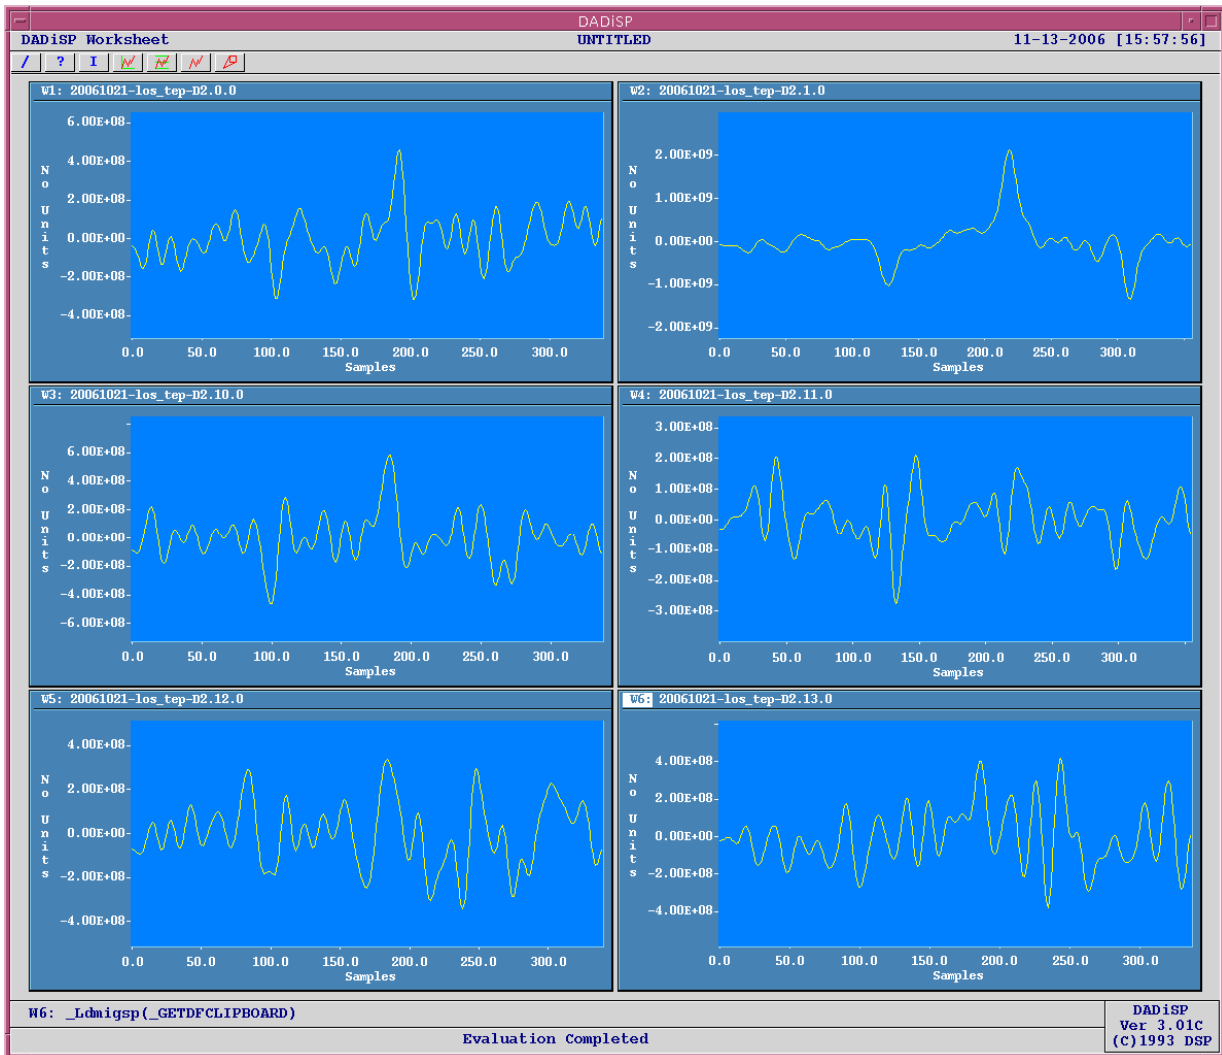 DADiSP
DADiSP Worksheet UNTITLED 11-13-2006 [15:57:56]
/ ? I
W1: 20061021-los_tep-D2.0.0
6.00E+08
4.00E+08
2.00E+08
0.00E+00
-2.00E+08
-4.00E+08
No Units
0.0 50.0 100.0 150.0 200.0 250.0 300.0
Samples
W2: 20061021-los_tep-D2.1.0
2.00E+09
1.00E+09
0.00E+00
-1.00E+09
-2.00E+09
No Units
0.0 50.0 100.0 150.0 200.0 250.0 300.0
Samples
W3: 20061021-los_tep-D2.10.0
6.00E+08
4.00E+08
2.00E+08
0.00E+00
-2.00E+08
-4.00E+08
-6.00E+08
No Units
0.0 50.0 100.0 150.0 200.0 250.0 300.0
Samples
W4: 20061021-los_tep-D2.11.0
3.00E+08
2.00E+08
1.00E+08
0.00E+00
-1.00E+08
-2.00E+08
-3.00E+08
No Units
0.0 50.0 100.0 150.0 200.0 250.0 300.0
Samples
W5: 20061021-los_tep-D2.12.0
4.00E+08
2.00E+08
0.00E+00
-2.00E+08
-4.00E+08
No Units
0.0 50.0 100.0 150.0 200.0 250.0 300.0
Samples
W6: 20061021-los_tep-D2.13.0
4.00E+08
2.00E+08
0.00E+00
-2.00E+08
-4.00E+08
No Units
0.0 50.0 100.0 150.0 200.0 250.0 300.0
Samples
W6: _Ldmigsp(_GETDFCLIPBOARD)
Evaluation Completed
DADiSP
Ver 3.01C
(C)1993 DSP